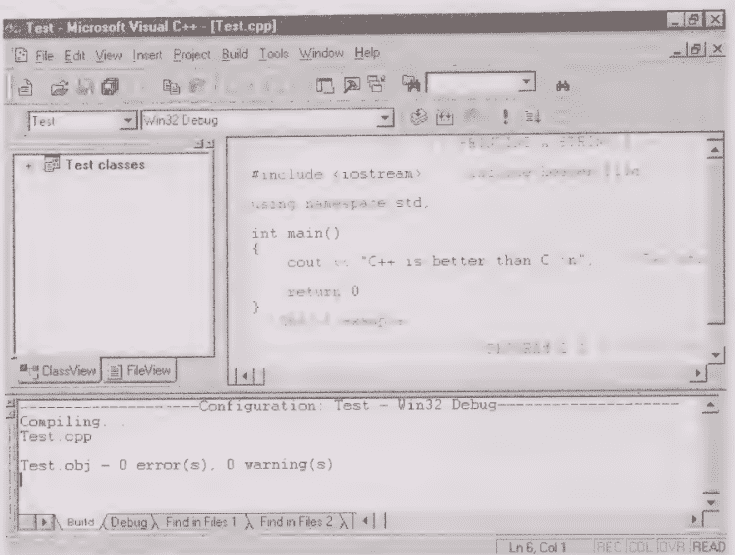 Test - Microsoft Visual C++ - [Test.cpp]
File Edit View Insert Project Build Tools Window Help
Test Win32 Debug
Test classes
#include <iostream>
using namespace std;
int main()
{
cout << "C++ is better than C \n";
return 0
}
PROGRAM
ClassView FileView
--------------------Configuration: Test - Win32 Debug--------------------
Compiling...
Test.cpp
Test.obj - 0 error(s), 0 warning(s)
Build Debug Find in Files 1 Find in Files 2
Ln 6, Col 1 REC COL OVR READ